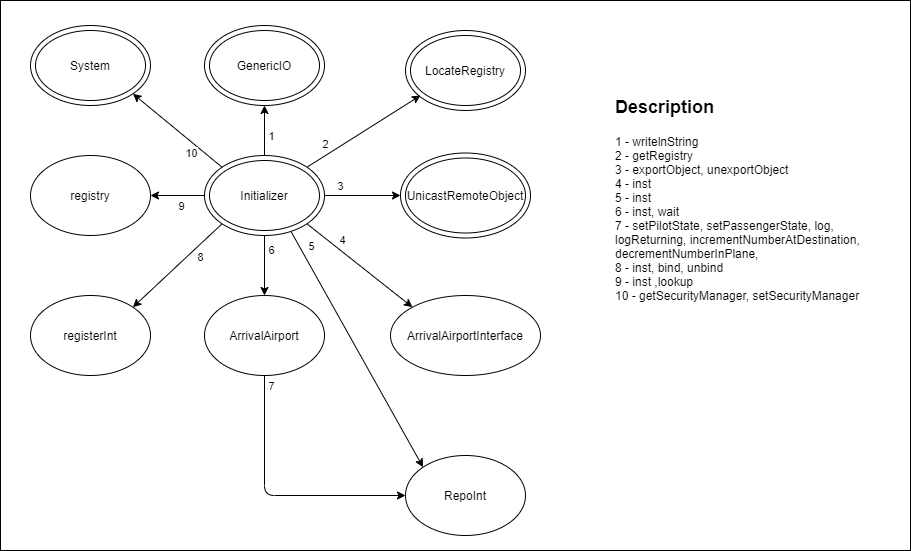 System
GenericIO
LocateRegistry
Description
1
2
1 - writeInString
2 - getRegistry
10
3 - exportObject, unexportObject
4 - inst
registry
9
Initializer
3
UnicastRemoteObject
5 - inst
6 - inst, wait
7 - setPilotState, setPassengerState, log,
logReturning, incrementNumberAtDestination,
decrementNumberInPlane,
8 - inst, bind, unbind
9 - inst ,lookup
10 - getSecurityManager, setSecurityManager
8
6
5
4
registerInt
ArrivalAirport
ArrivalAirportInterface
7
RepoInt